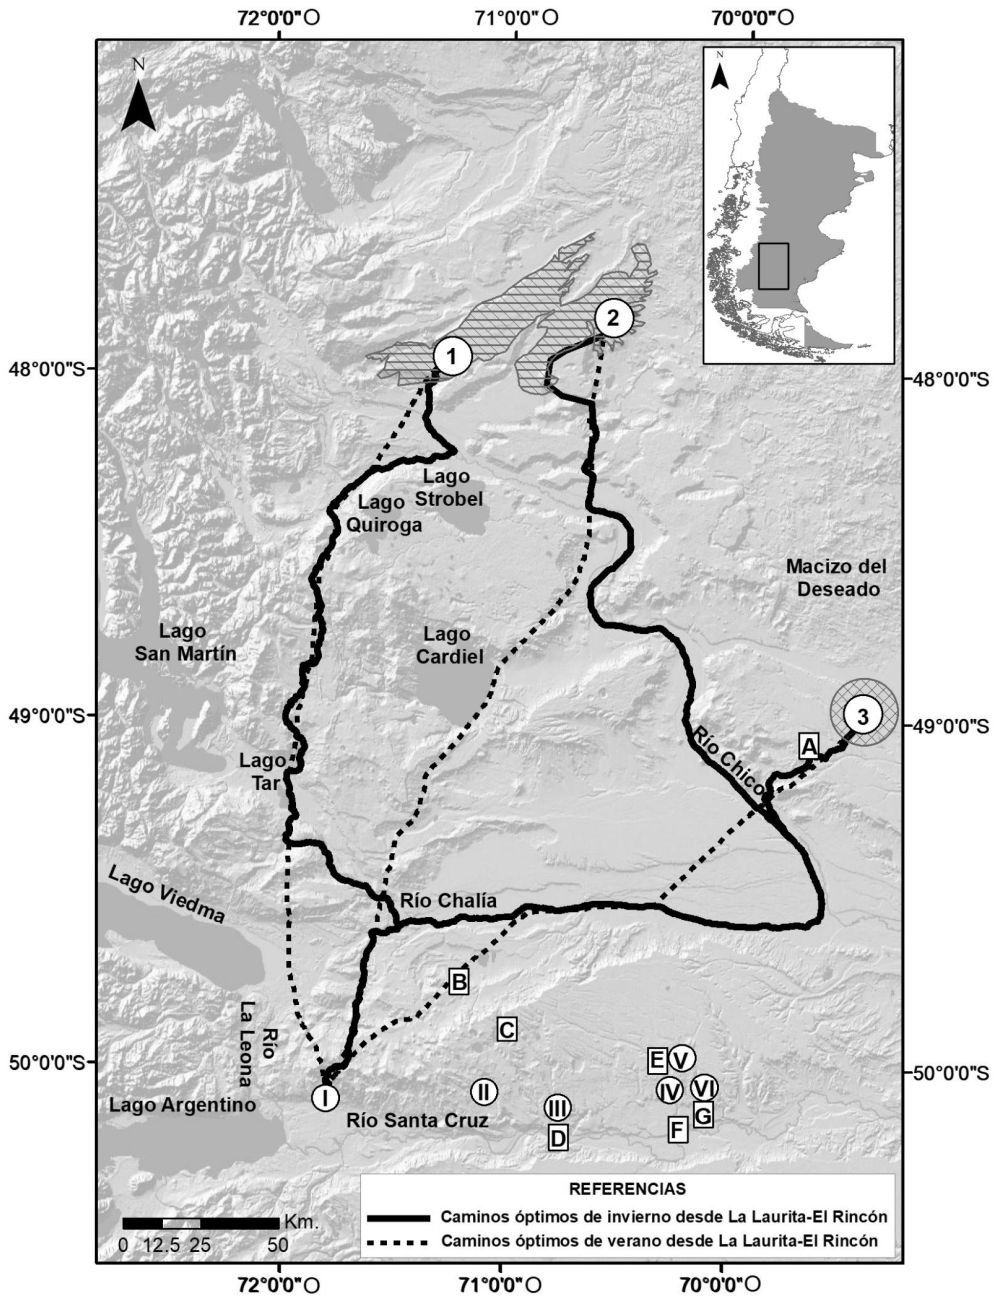 72°0'0"O
71°0'0"O
70°0'0"O
N
N
2
1
48°0'0"S
48°0'0"S
Lago
Strobel
Lago
Quiroga
Macizo del
Deseado
Lago
San Martín
Lago
Cardiel
49°0'0"S
49°0'0"S
3
A
Río Chico
Lago
Tar
Lago Viedma
Río Chalía
B
C
Río
La Leona
50°0'0"S
50°0'0"S
E
V
I
II
III
IV
VI
G
Lago Argentino
Río Santa Cruz
D
F
REFERENCIAS
Caminos óptimos de invierno desde La Laurita-El Rincón
Caminos óptimos de verano desde La Laurita-El Rincón
Km.
0 12.5 25 50
72°0'0"O
71°0'0"O
70°0'0"O